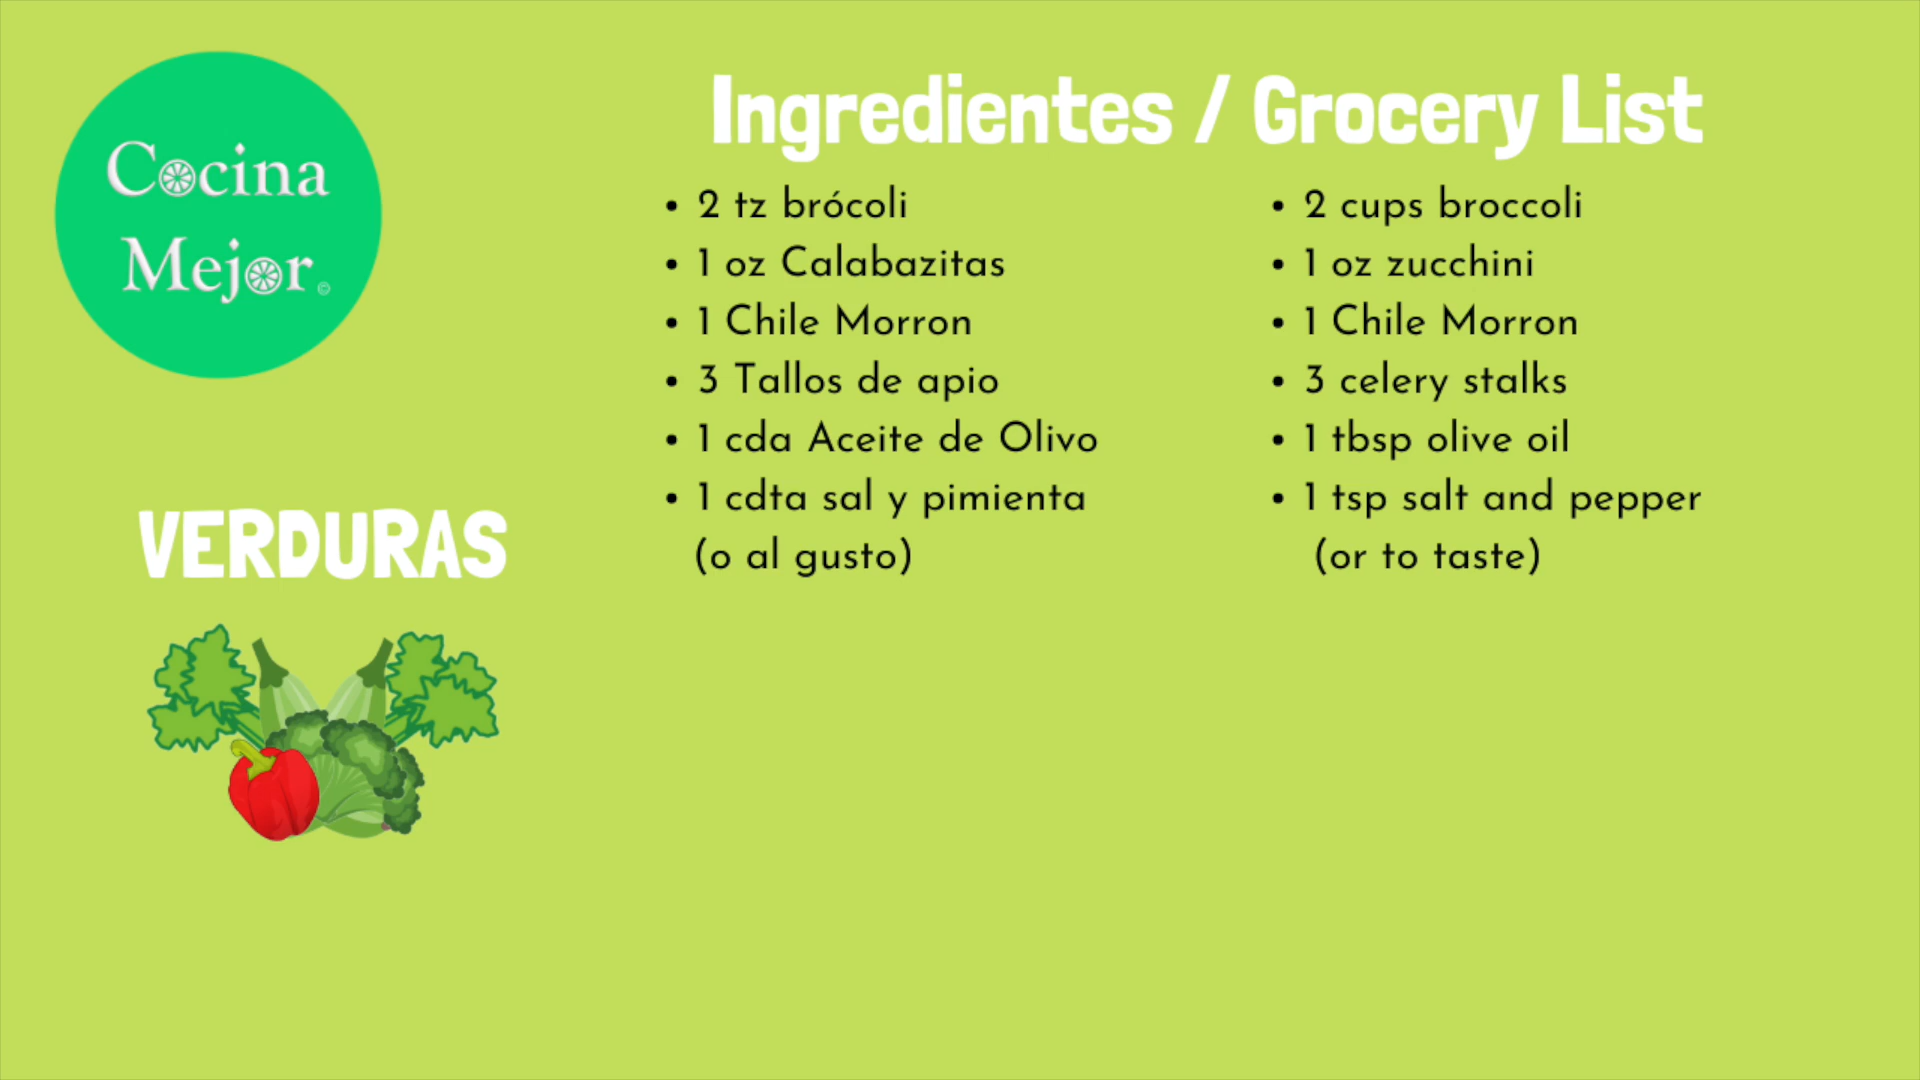 Cocina
Mejor©
Ingredientes / Grocery List
• 2 tz brócoli
• 1 oz Calabazitas
• 1 Chile Morron
• 3 Tallos de apio
• 1 cda Aceite de Olivo
• 1 cdta sal y pimienta
(o al gusto)
• 2 cups broccoli
• 1 oz zucchini
• 1 Chile Morron
• 3 celery stalks
• 1 tbsp olive oil
• 1 tsp salt and pepper
(or to taste)
VERDURAS